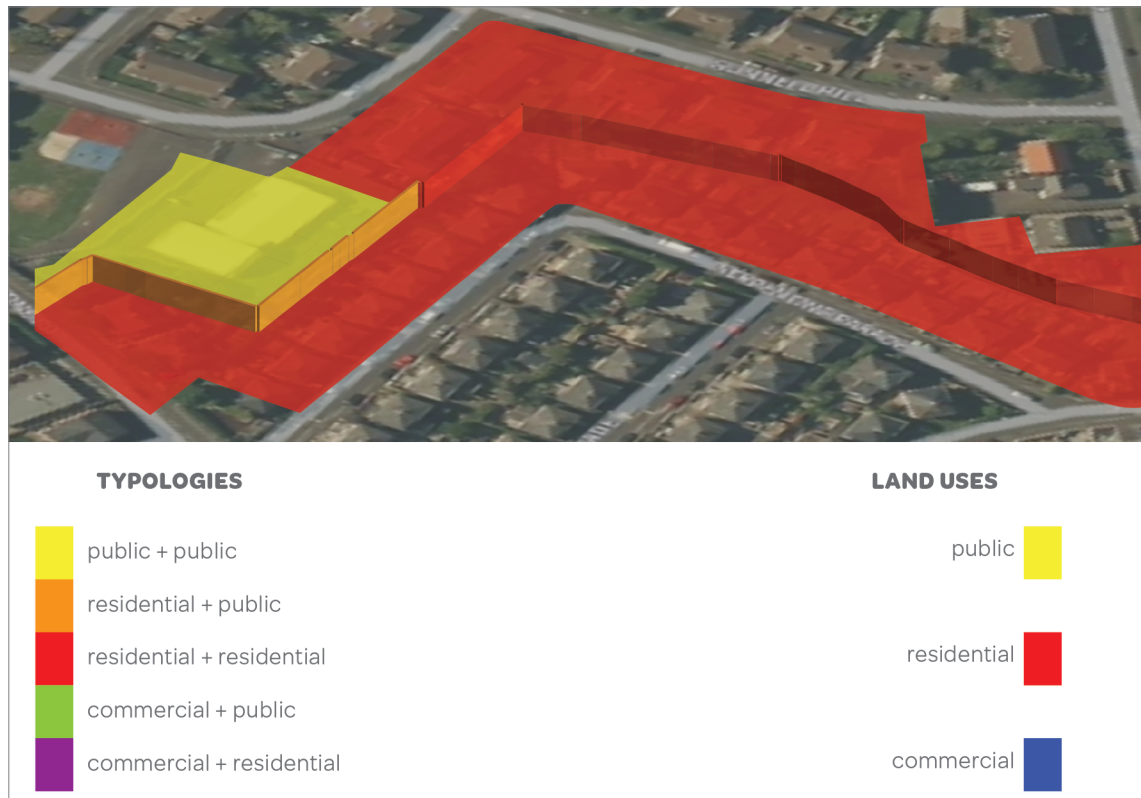 TYPOLOGIES
public + public
residential + public
residential + residential
commercial + public
commercial + residential
LAND USES
public
residential
commercial